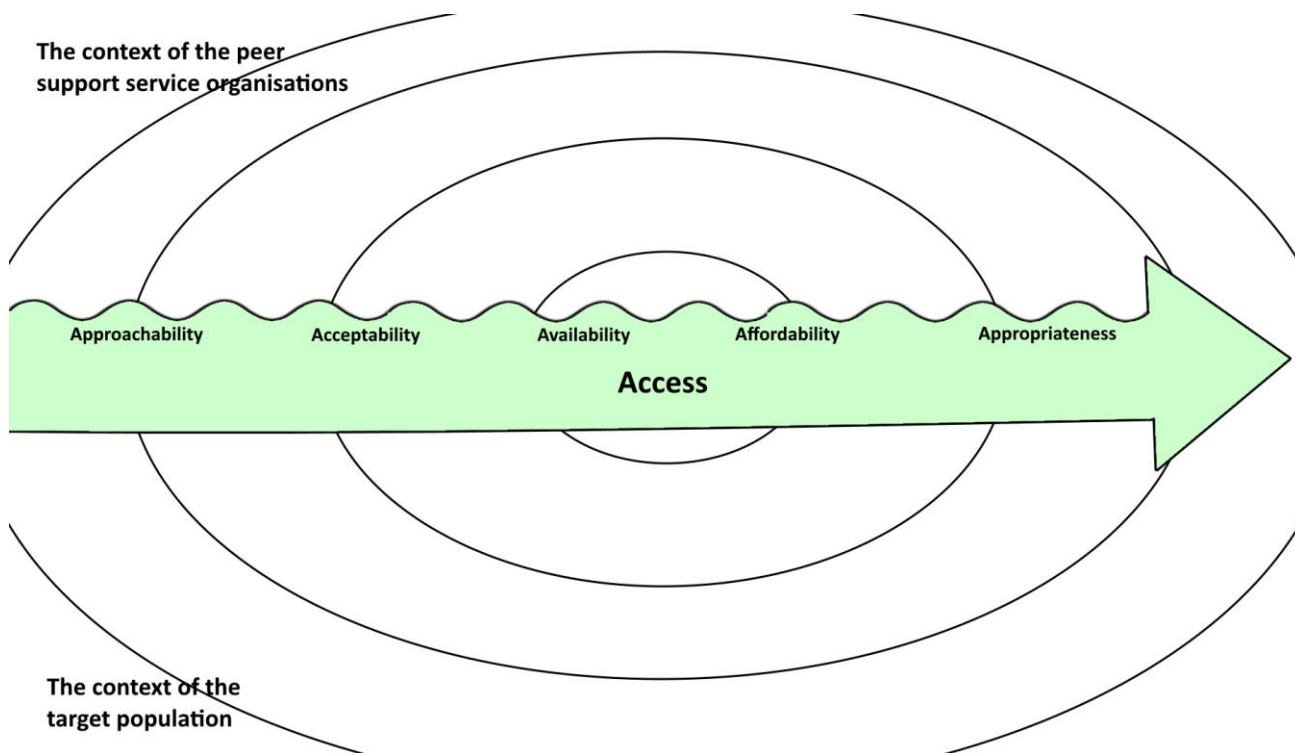 The context of the peer
support service organisations
Approachability Acceptability Availability Affordability Appropriateness
Access
The context of the
target population